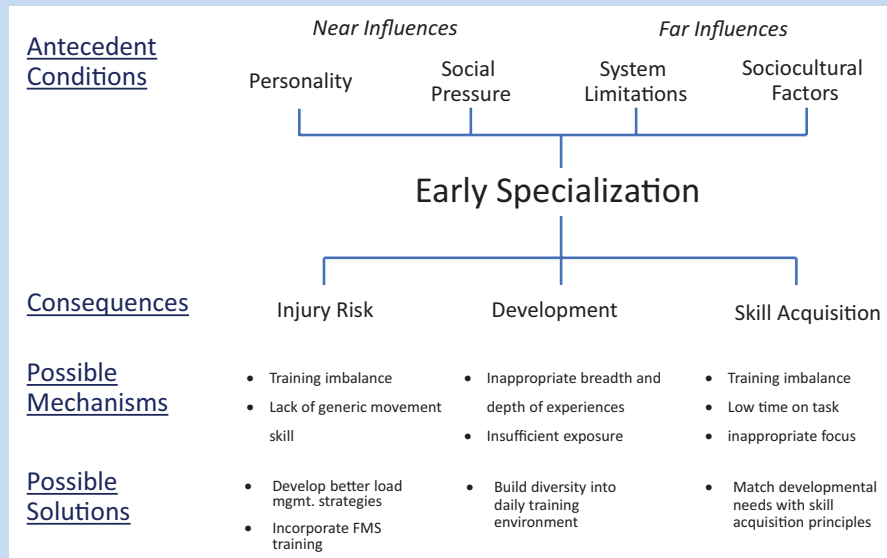 Near Influences
Far Influences
Antecedent
Conditions
Personality
Social
Pressure
System
Limitations
Sociocultural
Factors
Early Specialization
Consequences
Injury Risk
Development
Skill Acquisition
Possible
Mechanisms
• Training imbalance
• Lack of generic movement
skill
• Inappropriate breadth and
depth of experiences
• Insufficient exposure
• Training imbalance
• Low time on task
• inappropriate focus
Possible
Solutions
• Develop better load
mgmt. strategies
• Incorporate FMS
training
• Build diversity into
daily training
environment
• Match developmental
needs with skill
acquisition principles